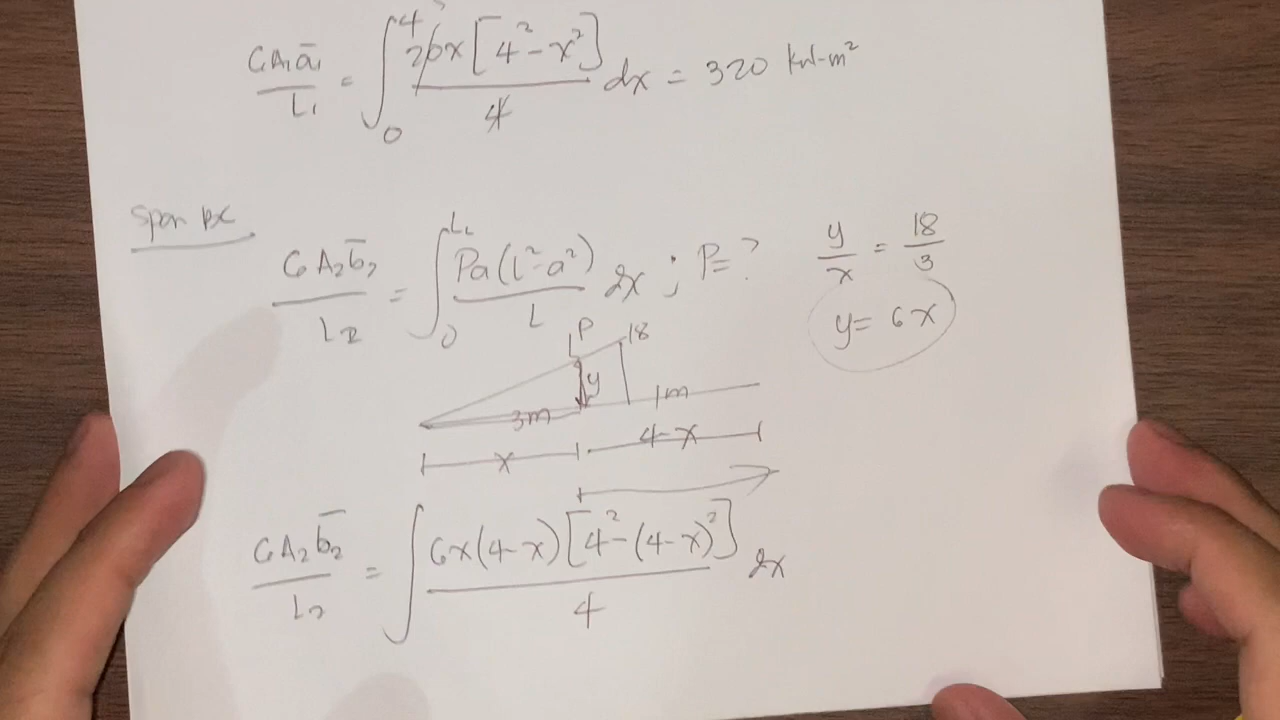 6A₁ā₁/L₁ = ∫₀⁴ 20x[4²-x²]/4 dx = 320 kN-m²
Span BC
6A₂b̄₂/L₂ = ∫₀^L₂ Pa(L²-a²)/L dx ; P=? y/x = 18/3
y = 6x
P 18
y
3m 1m
x 4-x
6A₂b̄₂/L₂ = ∫ 6x(4-x)[4²-(4-x)²]/4 dx